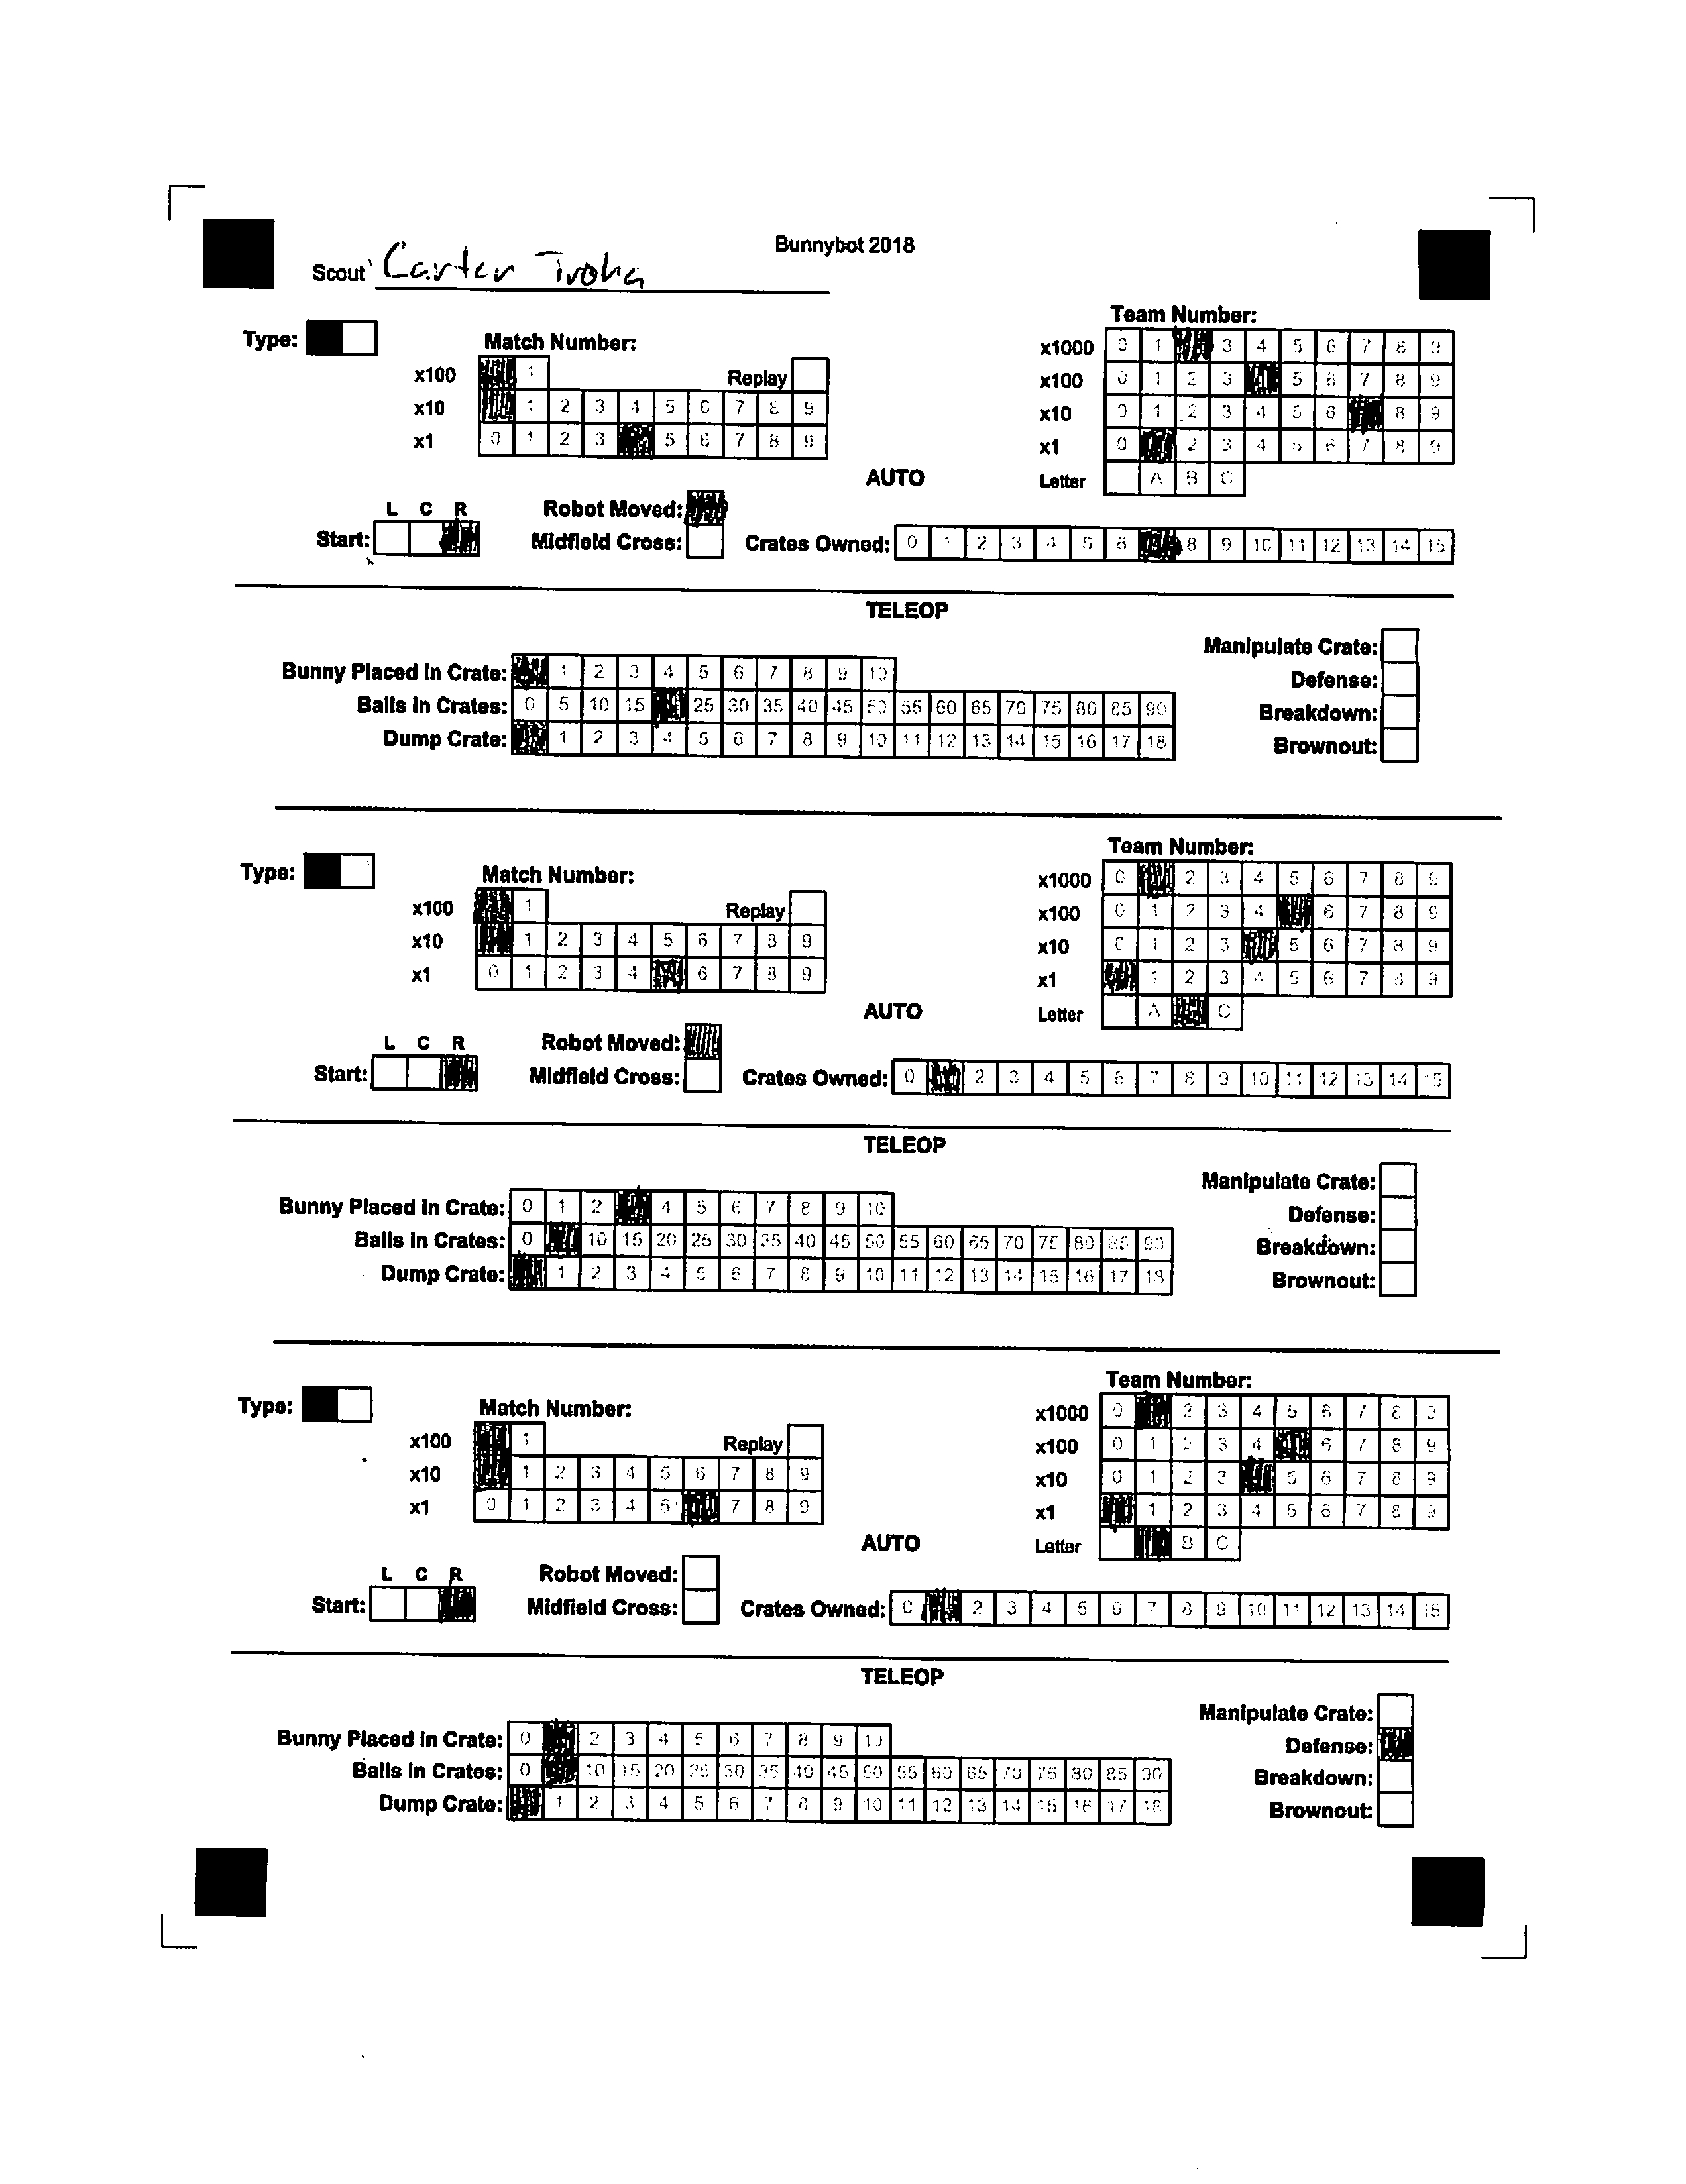 Bunnybot 2018
Scout Carter Troha
Type:
Match Number:
Team Number:
x100 1 Replay
x10 1 2 3 4 5 6 7 8 9
x1 0 1 2 3 5 6 7 8 9
x1000 0 1 3 4 5 6 7 8 9
x100 0 1 2 3 5 6 7 8 9
x10 0 1 2 3 4 5 6 8 9
x1 0 2 3 4 5 6 7 8 9
Letter A B C
AUTO
L C R
Start:
Robot Moved:
Midfield Cross:
Crates Owned: 0 1 2 3 4 5 6 8 9 10 11 12 13 14 15
TELEOP
Bunny Placed In Crate: 1 2 3 4 5 6 7 8 9 10
Balls in Crates: 0 5 10 15 25 30 35 40 45 50 55 60 65 70 75 80 85 90
Dump Crate: 1 2 3 4 5 6 7 8 9 10 11 12 13 14 15 16 17 18
Manipulate Crate:
Defense:
Breakdown:
Brownout:
Type:
Match Number:
Team Number:
x100 1 Replay
x10 1 2 3 4 5 6 7 8 9
x1 0 1 2 3 4 6 7 8 9
x1000 0 2 3 4 5 6 7 8 9
x100 0 1 2 3 4 6 7 8 9
x10 0 1 2 3 5 6 7 8 9
x1 1 2 3 4 5 6 7 8 9
Letter A C
AUTO
L C R
Start:
Robot Moved:
Midfield Cross:
Crates Owned: 0 2 3 4 5 6 7 8 9 10 11 12 13 14 15
TELEOP
Bunny Placed In Crate: 0 1 2 4 5 6 7 8 9 10
Balls in Crates: 0 10 15 20 25 30 35 40 45 50 55 60 65 70 75 80 85 90
Dump Crate: 1 2 3 4 5 6 7 8 9 10 11 12 13 14 15 16 17 18
Manipulate Crate:
Defense:
Breakdown:
Brownout:
Type:
Match Number:
Team Number:
x100 1 Replay
x10 1 2 3 4 5 6 7 8 9
x1 0 1 2 3 4 5 7 8 9
x1000 0 2 3 4 5 6 7 8 9
x100 0 1 2 3 4 6 7 8 9
x10 0 1 2 3 5 6 7 8 9
x1 1 2 3 4 5 6 7 8 9
Letter B C
AUTO
L C R
Start:
Robot Moved:
Midfield Cross:
Crates Owned: 0 2 3 4 5 6 7 8 9 10 11 12 13 14 15
TELEOP
Bunny Placed In Crate: 0 2 3 4 5 6 7 8 9 10
Balls in Crates: 0 10 15 20 25 30 35 40 45 50 55 60 65 70 75 80 85 90
Dump Crate: 1 2 3 4 5 6 7 8 9 10 11 12 13 14 15 16 17 18
Manipulate Crate:
Defense:
Breakdown:
Brownout: